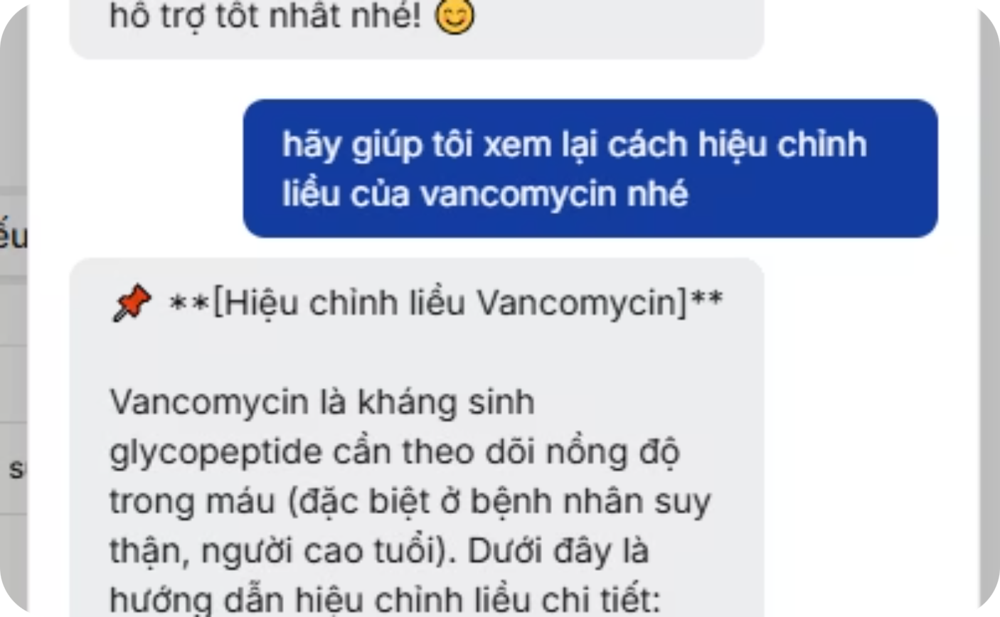 hỗ trợ tốt nhất nhé! 😊
hãy giúp tôi xem lại cách hiệu chỉnh
liều của vancomycin nhé
📌 **[Hiệu chỉnh liều Vancomycin]**
Vancomycin là kháng sinh
glycopeptide cần theo dõi nồng độ
trong máu (đặc biệt ở bệnh nhân suy
thận, người cao tuổi). Dưới đây là
hướng dẫn hiệu chỉnh liều chi tiết: